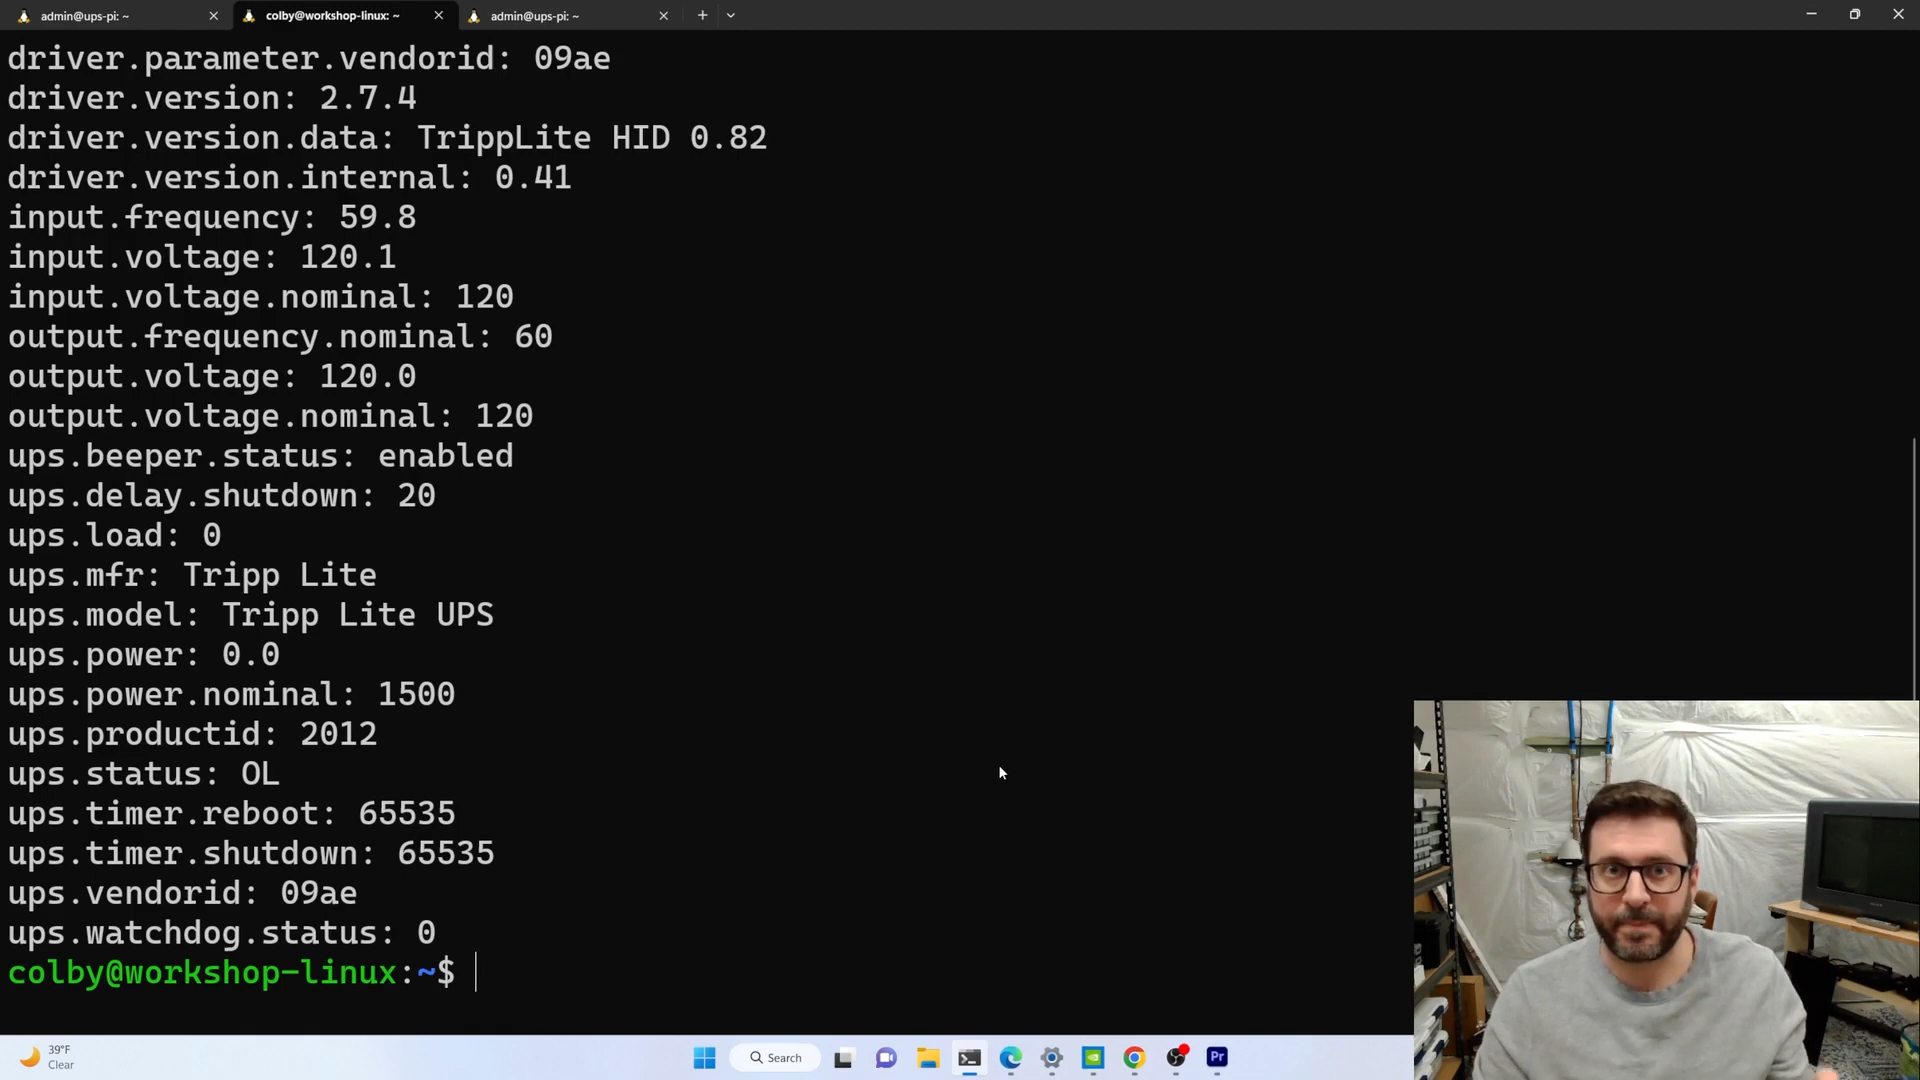 admin@ups-pi: ~
colby@workshop-linux: ~
admin@ups-pi: ~
driver.parameter.vendorid: 09ae
driver.version: 2.7.4
driver.version.data: TrippLite HID 0.82
driver.version.internal: 0.41
input.frequency: 59.8
input.voltage: 120.1
input.voltage.nominal: 120
output.frequency.nominal: 60
output.voltage: 120.0
output.voltage.nominal: 120
ups.beeper.status: enabled
ups.delay.shutdown: 20
ups.load: 0
ups.mfr: Tripp Lite
ups.model: Tripp Lite UPS
ups.power: 0.0
ups.power.nominal: 1500
ups.productid: 2012
ups.status: OL
ups.timer.reboot: 65535
ups.timer.shutdown: 65535
ups.vendorid: 09ae
ups.watchdog.status: 0
colby@workshop-linux:~$
39°F
Clear
Search
Pr